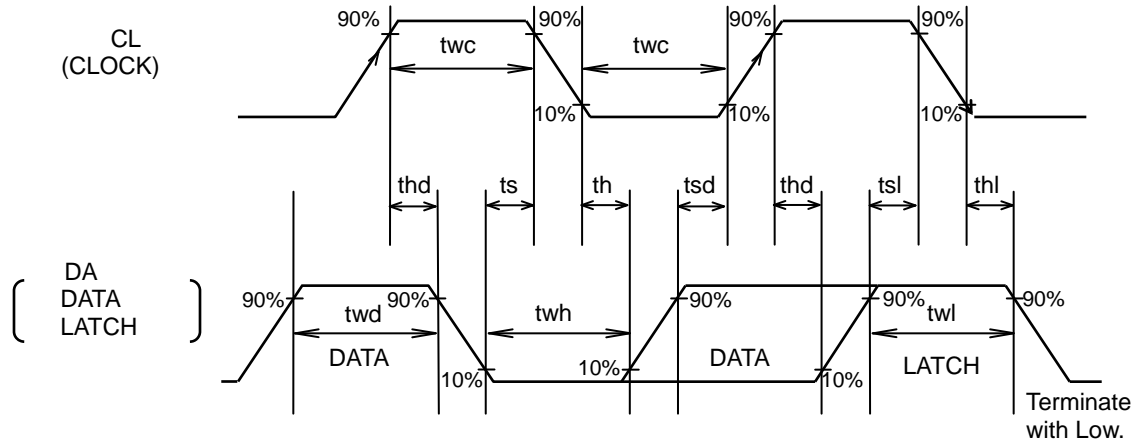 CL
(CLOCK)
90% 90% 90% 90%
twc twc
10% 10% 10%
thd ts th tsd thd tsl thl
DA
DATA
LATCH
90% 90% 90% 90% 90%
twd twh twl
DATA DATA LATCH
10% 10% 10%
Terminate
with Low.